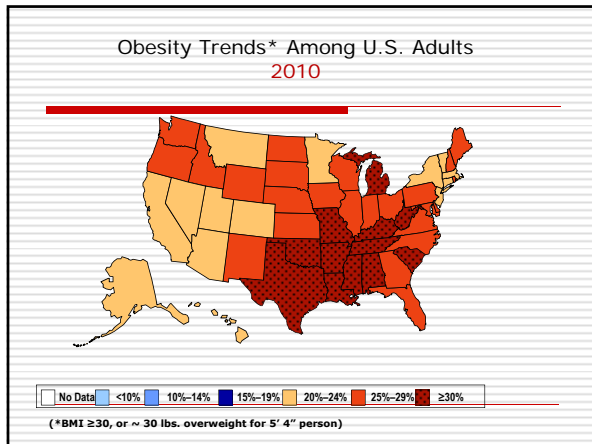 Obesity Trends* Among U.S. Adults
2010
No Data <10% 10%–14% 15%–19% 20%–24% 25%–29% ≥30%
(*BMI ≥30, or ~ 30 lbs. overweight for 5’ 4” person)